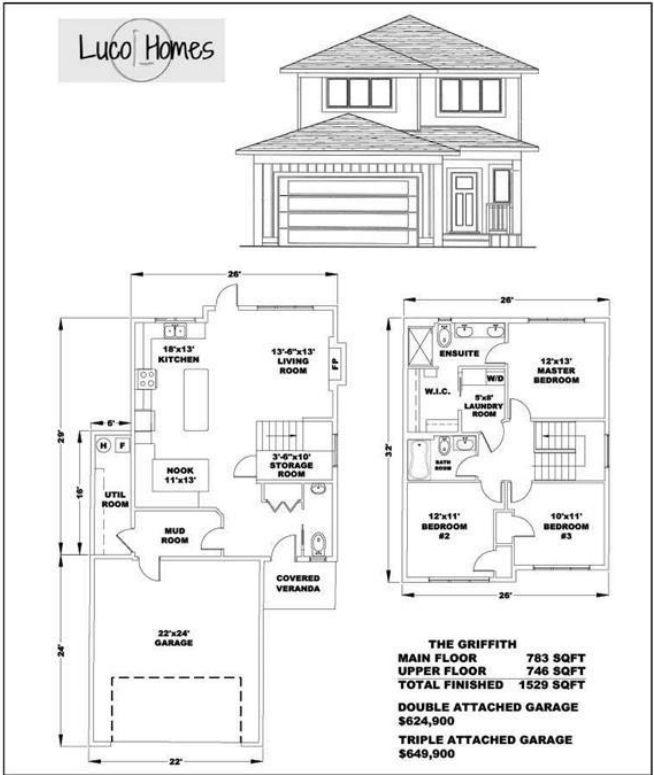 Luco Homes
26'
18'x13'
KITCHEN
13'-6"x13'
LIVING
ROOM
FP
29'
6'
H F
16'
UTIL
ROOM
NOOK
11'x13'
3'-6"x10'
STORAGE
ROOM
MUD
ROOM
COVERED
VERANDA
24'
22'x24'
GARAGE
22'
26'
ENSUITE
12'x13'
MASTER
BEDROOM
W.I.C.
W/D
5'x8'
LAUNDRY
ROOM
32'
BATH
ROOM
12'x11'
BEDROOM
#2
10'x11'
BEDROOM
#3
26'
THE GRIFFITH
MAIN FLOOR 783 SQFT
UPPER FLOOR 746 SQFT
TOTAL FINISHED 1529 SQFT
DOUBLE ATTACHED GARAGE
$624,900
TRIPLE ATTACHED GARAGE
$649,900